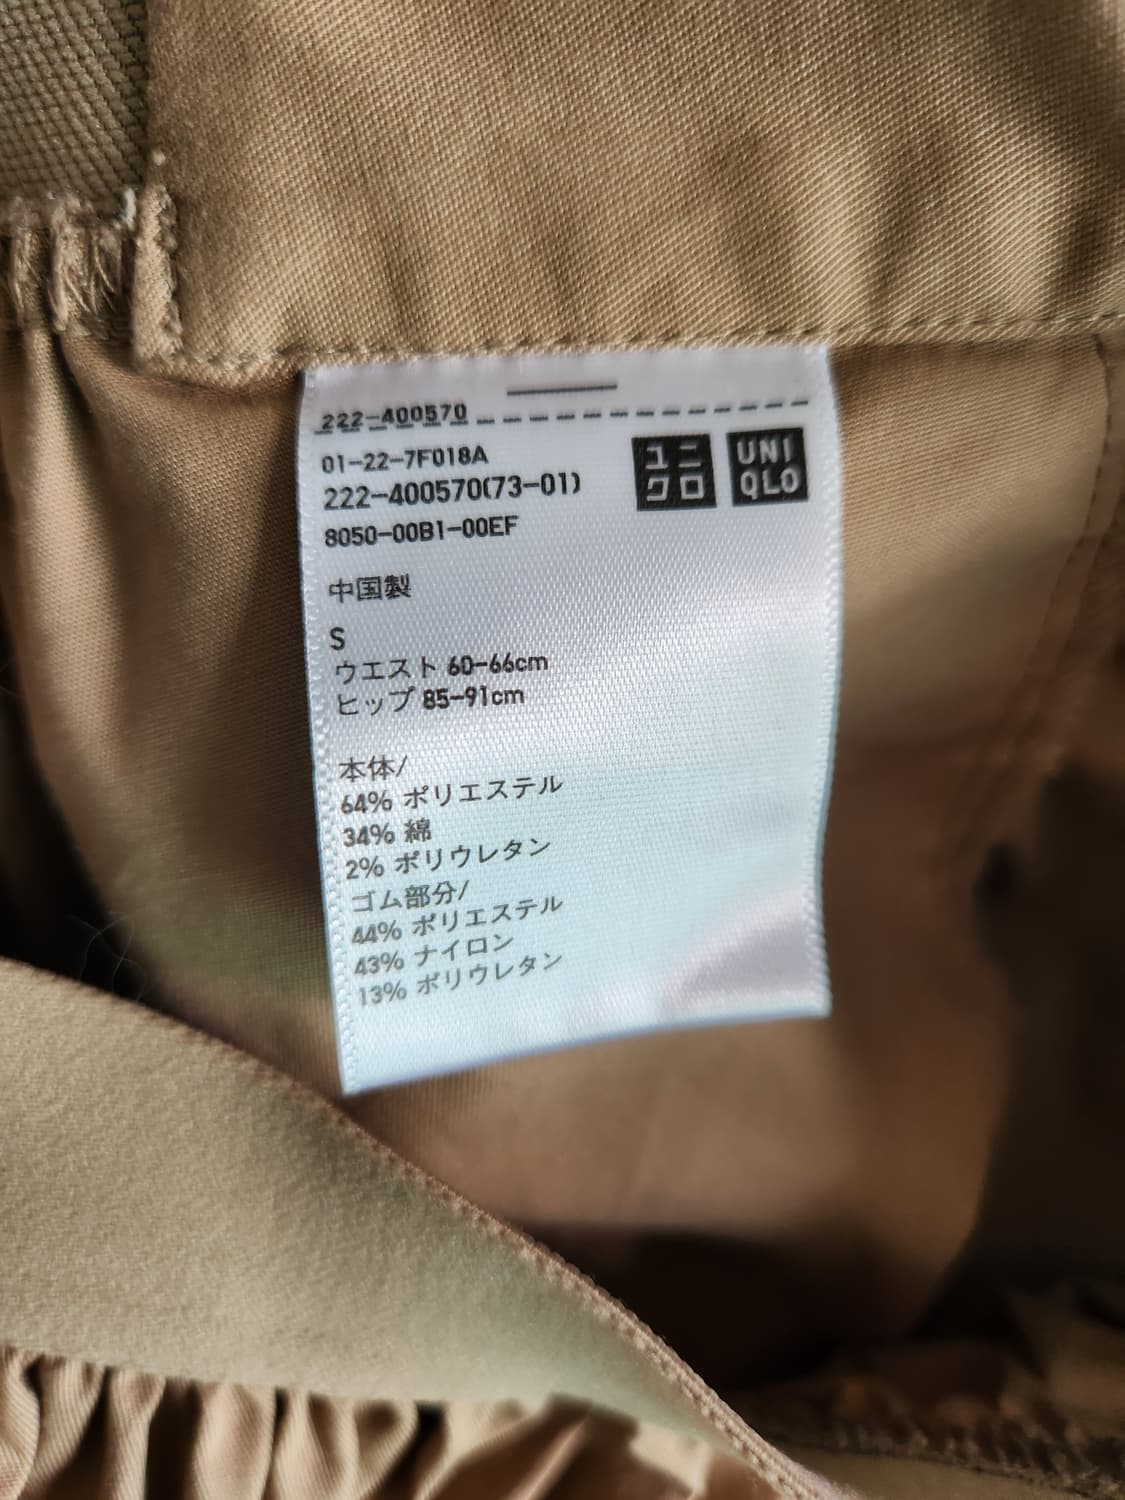 222-400570
01-22-7F018A
222-400570(73-01)
8050-00B1-00EF
ユニ
クロ
UNI
QLO
中国製
S
ウエスト 60-66cm
ヒップ 85-91cm
本体/
64% ポリエステル
34% 綿
2% ポリウレタン
ゴム部分/
44% ポリエステル
43% ナイロン
13% ポリウレタン